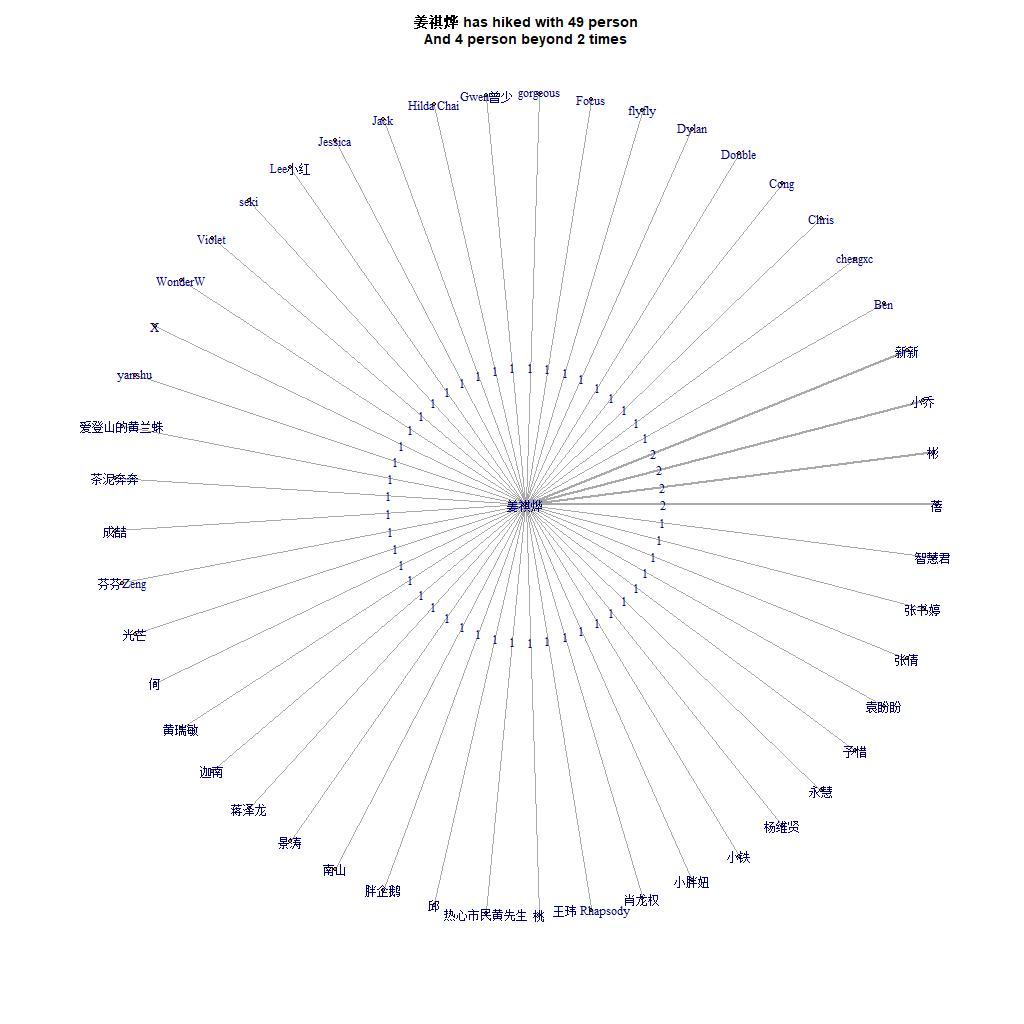 姜祺烨 has hiked with 49 person
And 4 person beyond 2 times
gorgeous
Gwen曾少
Focus
Hilda Chai
flyfly
Jack
Dylan
Jessica
Double
Lee小红
Cong
seki
Chris
Violet
chengxc
WonderW
Ben
X
新新
yanshu
小乔
爱登山的黄兰蛛
彬
茶泥奔奔
蓓
姜祺烨
成喆
智慧君
芬芬Zeng
张书婷
光芒
张倩
何
袁盼盼
黄瑞敏
予惜
迦南
永慧
蒋泽龙
杨维贤
景涛
小铁
南山
小胖妞
胖企鹅
肖龙权
邱
王玮 Rhapsody
热心市民黄先生
桃
1 1 1 1 1 1 1 1 1 1 1 1 1 1 1 1 1 1 1 1 1 1 1 1 1 1 1 1 1 1 1 1 1 1 1 1 1 1 1 1 1 1 1 1 1
2
2
2
2